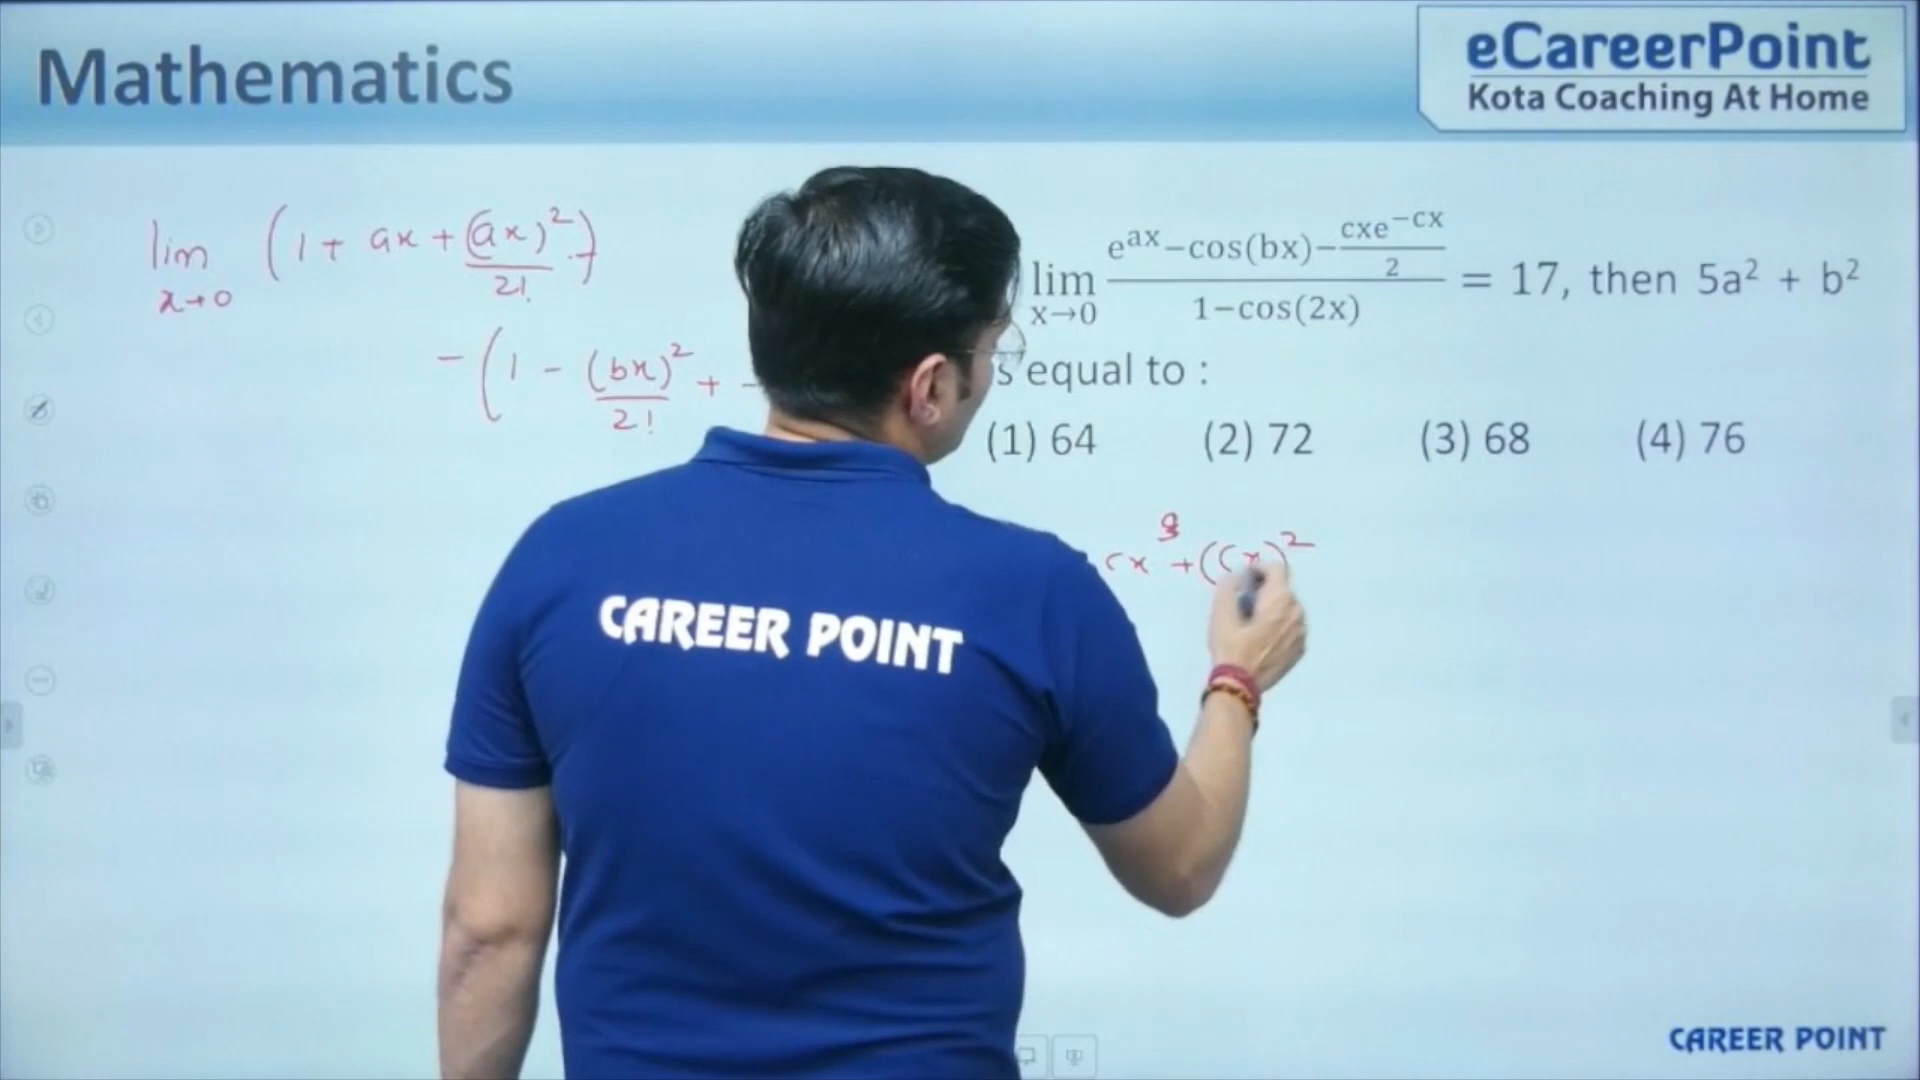 Mathematics
eCareerPoint
Kota Coaching At Home
lim x→0 (1 + ax + (ax)²/2! +)
- (1 - (bx)²/2! + -
lim x→0 (e^(ax)−cos(bx)−(cxe^(−cx))/2)/(1−cos(2x)) = 17, then 5a² + b²
s equal to :
(1) 64 (2) 72 (3) 68 (4) 76
cx + (cx)²
CAREER POINT
CAREER POINT